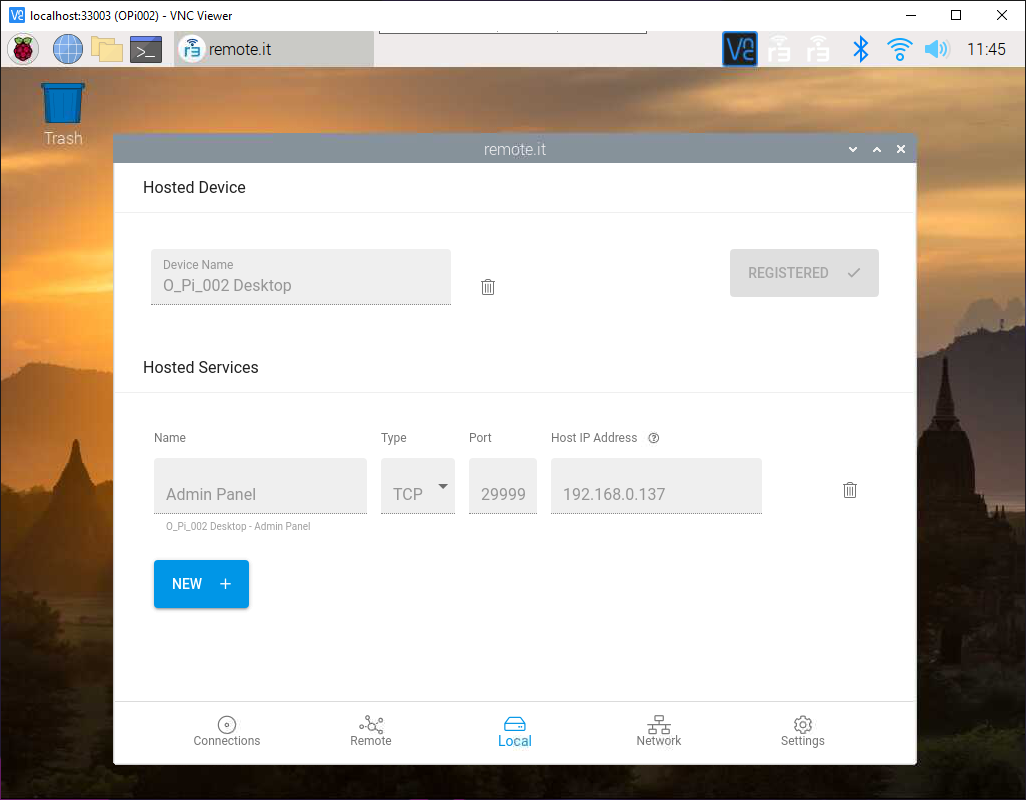 localhost:33003 (OPi002) - VNC Viewer
remote.it
11:45
Trash
remote.it
Hosted Device
Device Name
O_Pi_002 Desktop
REGISTERED
Hosted Services
Name Type Port Host IP Address
Admin Panel TCP 29999 192.168.0.137
O_Pi_002 Desktop - Admin Panel
NEW +
Connections Remote Local Network Settings